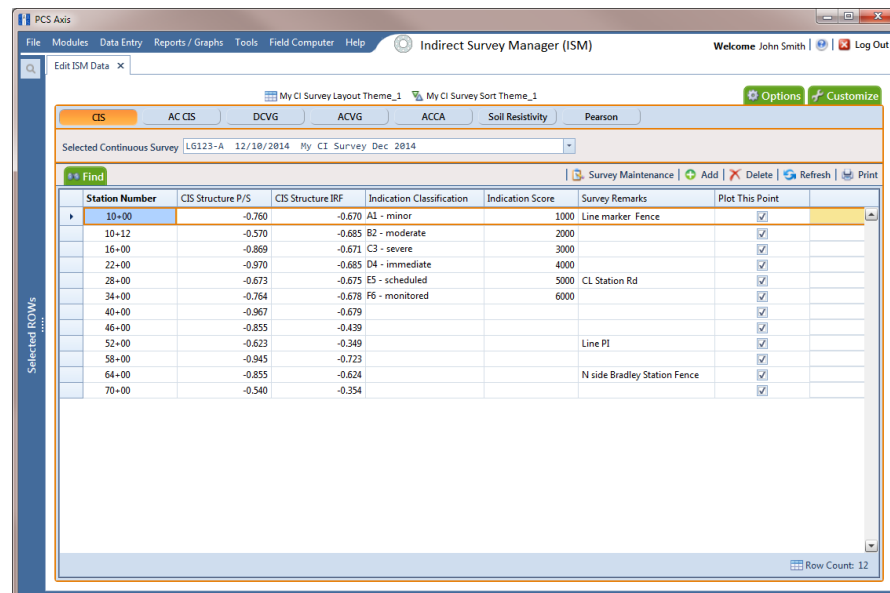 PCS Axis
File Modules Data Entry Reports / Graphs Tools Field Computer Help Indirect Survey Manager (ISM) Welcome John Smith Log Out
Edit ISM Data
My CI Survey Layout Theme_1 My CI Survey Sort Theme_1 Options Customize
CIS AC CIS DCVG ACVG ACCA Soil Resistivity Pearson
Selected Continuous Survey LG123-A 12/10/2014 My CI Survey Dec 2014
Find Survey Maintenance Add Delete Refresh Print
Station Number CIS Structure P/S CIS Structure IRF Indication Classification Indication Score Survey Remarks Plot This Point
10+00 -0.760 -0.670 A1 - minor 1000 Line marker Fence
10+12 -0.570 -0.685 B2 - moderate 2000
16+00 -0.869 -0.671 C3 - severe 3000
22+00 -0.970 -0.685 D4 - immediate 4000
28+00 -0.673 -0.675 E5 - scheduled 5000 CL Station Rd
34+00 -0.764 -0.678 F6 - monitored 6000
40+00 -0.967 -0.679
46+00 -0.855 -0.439
52+00 -0.623 -0.349 Line PI
58+00 -0.945 -0.723
64+00 -0.855 -0.624 N side Bradley Station Fence
70+00 -0.540 -0.354
Selected ROWs
Row Count: 12